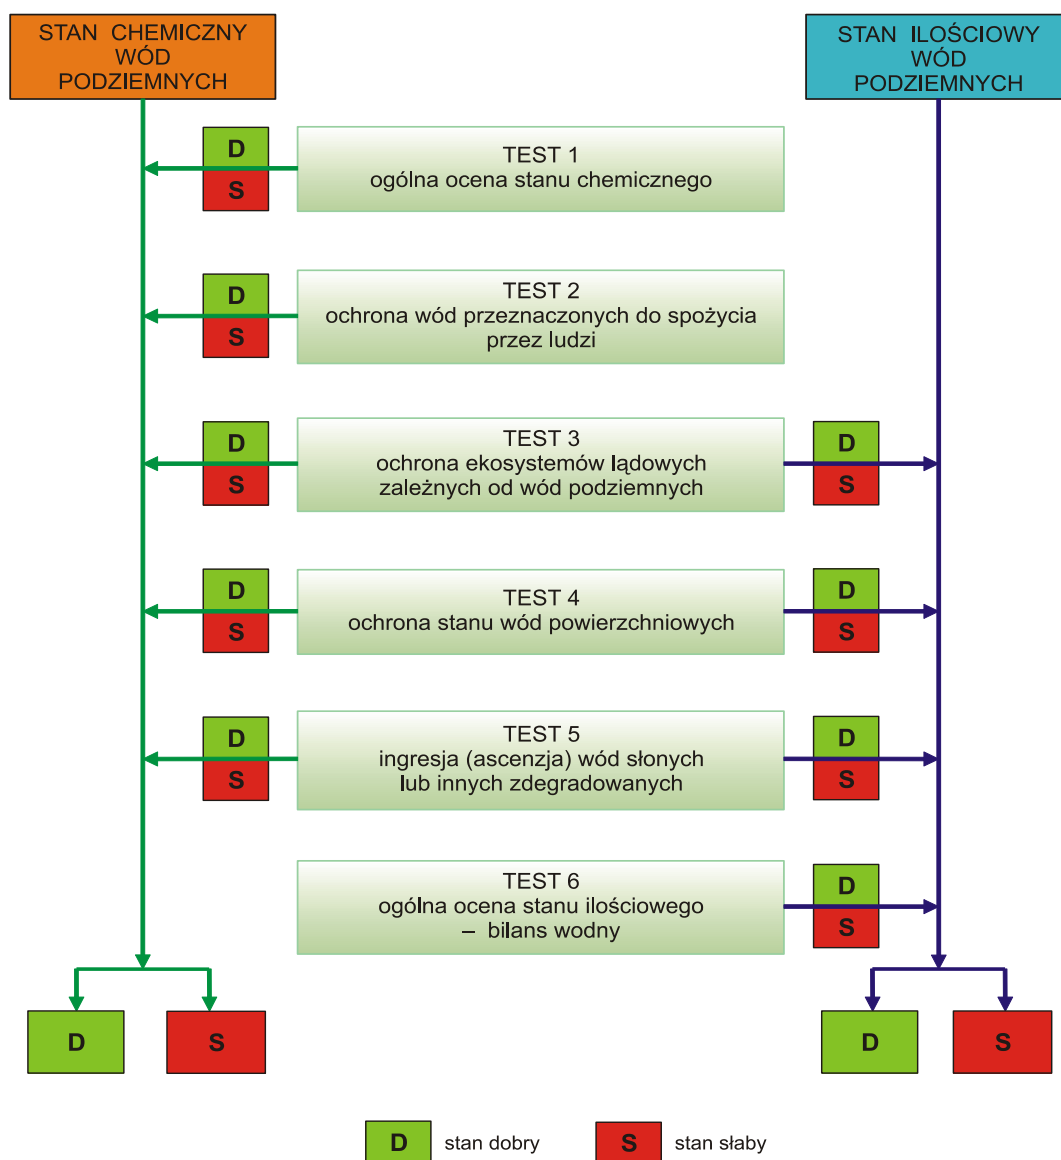 STAN CHEMICZNY
WÓD
PODZIEMNYCH
STAN ILOŚCIOWY
WÓD
PODZIEMNYCH
D
S
TEST 1
ogólna ocena stanu chemicznego
D
S
TEST 2
ochrona wód przeznaczonych do spożycia
przez ludzi
D
S
TEST 3
ochrona ekosystemów lądowych
zależnych od wód podziemnych
D
S
D
S
TEST 4
ochrona stanu wód powierzchniowych
D
S
D
S
TEST 5
ingresja (ascenzja) wód słonych
lub innych zdegradowanych
D
S
TEST 6
ogólna ocena stanu ilościowego
– bilans wodny
D
S
D
S
D
S
D
stan dobry
S
stan słaby